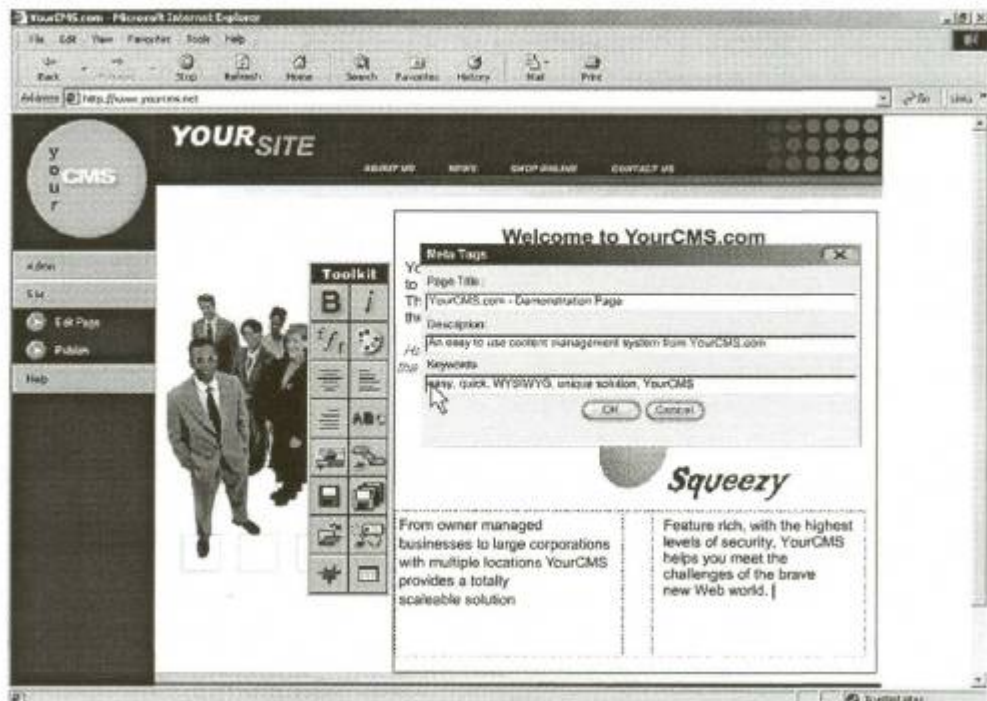 YourCMS.com - Microsoft Internet Explorer
File Edit View Favorites Tools Help
Back Stop Refresh Home Search Favorites History Mail Print
Address http://www.yourcms.net Go Links
your CMS
YOUR SITE
ABOUT US NEWS SHOP ONLINE CONTACT US
Admin
Site
Edit Page
Publish
Help
Toolkit
B i
ABC
Welcome to YourCMS.com
Meta Tags
Page Title:
YourCMS.com - Demonstration Page
Description
An easy to use content management system from YourCMS.com
Keywords
easy, quick, WYSIWYG, unique solution, YourCMS
OK Cancel
Squeezy
From owner managed
businesses to large corporations
with multiple locations YourCMS
provides a totally
scaleable solution
Feature rich, with the highest
levels of security, YourCMS
helps you meet the
challenges of the brave
new Web world.
Trusted sites